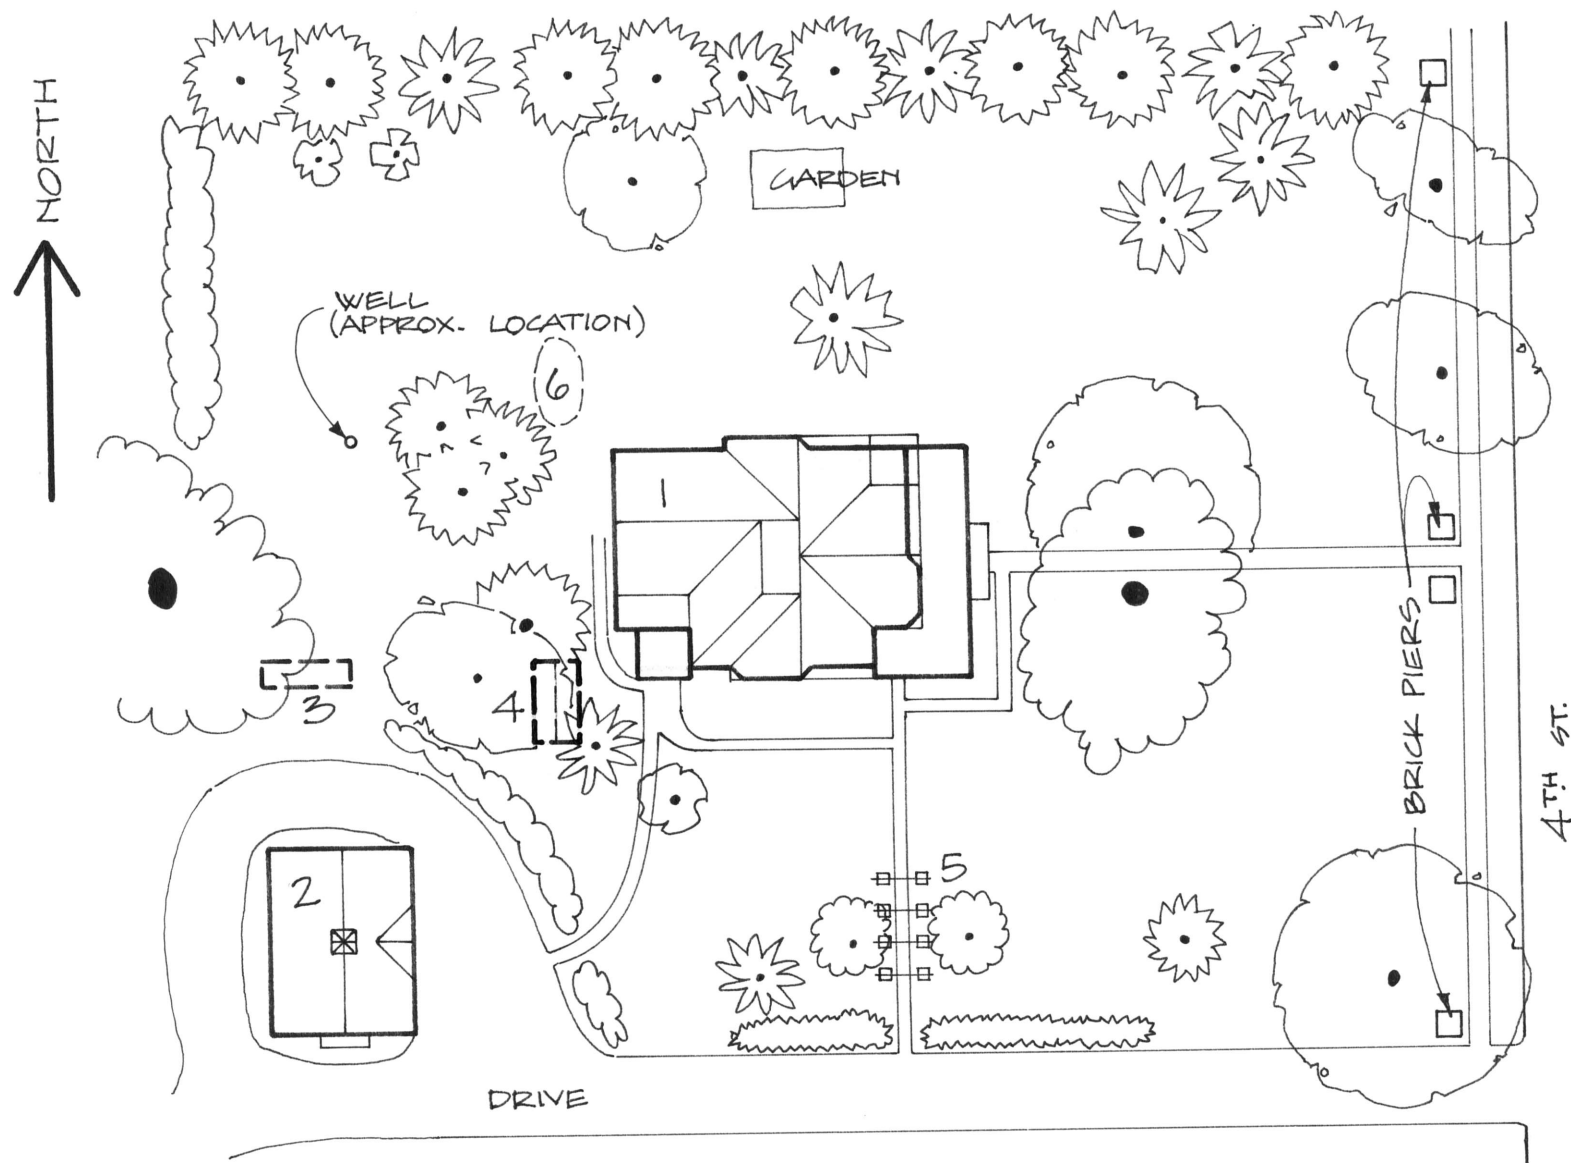 NORTH
GARDEN
WELL
(APPROX. LOCATION)
6
1
3
4
BRICK PIERS
4TH ST.
2
5
DRIVE